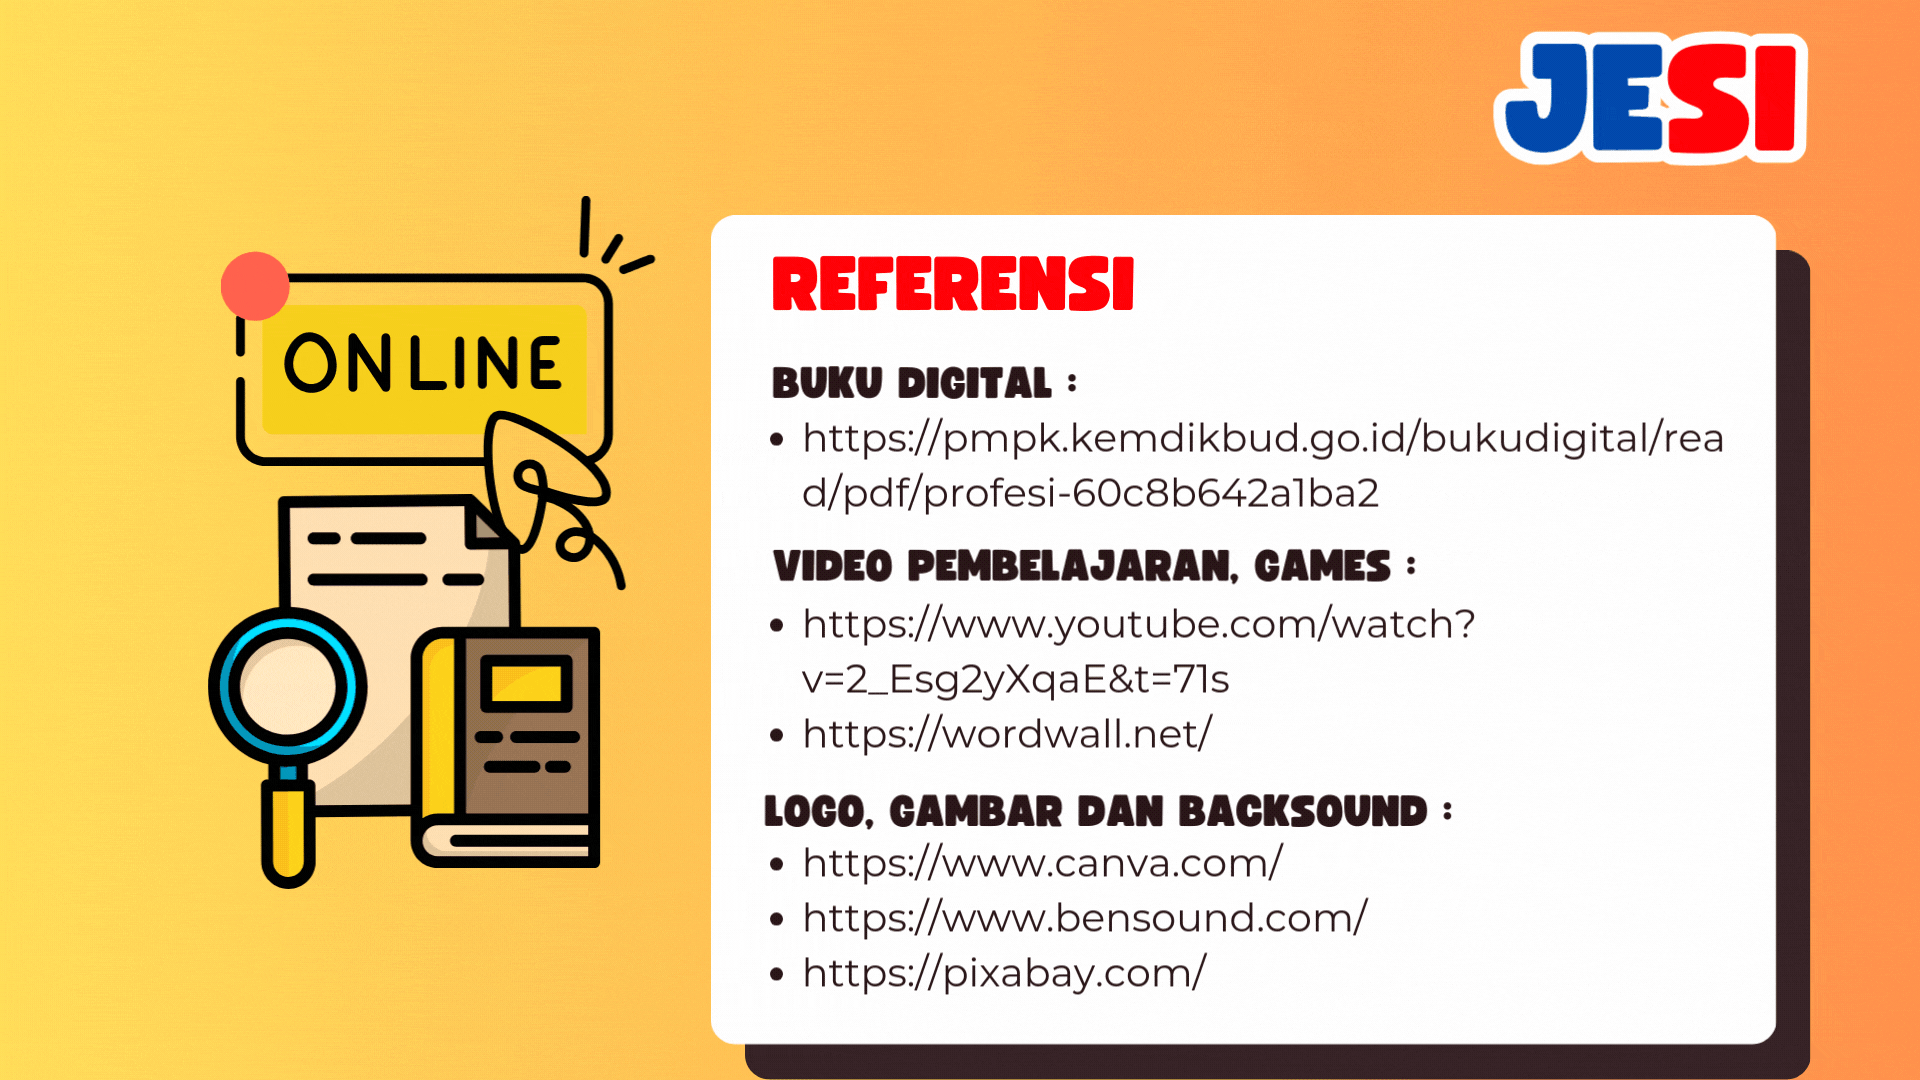 JESI
ONLINE
REFERENSI
BUKU DIGITAL :
• https://pmpk.kemdikbud.go.id/bukudigital/rea
d/pdf/profesi-60c8b642a1ba2
VIDEO PEMBELAJARAN, GAMES :
• https://www.youtube.com/watch?
v=2_Esg2yXqaE&t=71s
• https://wordwall.net/
LOGO, GAMBAR DAN BACKSOUND :
• https://www.canva.com/
• https://www.bensound.com/
• https://pixabay.com/